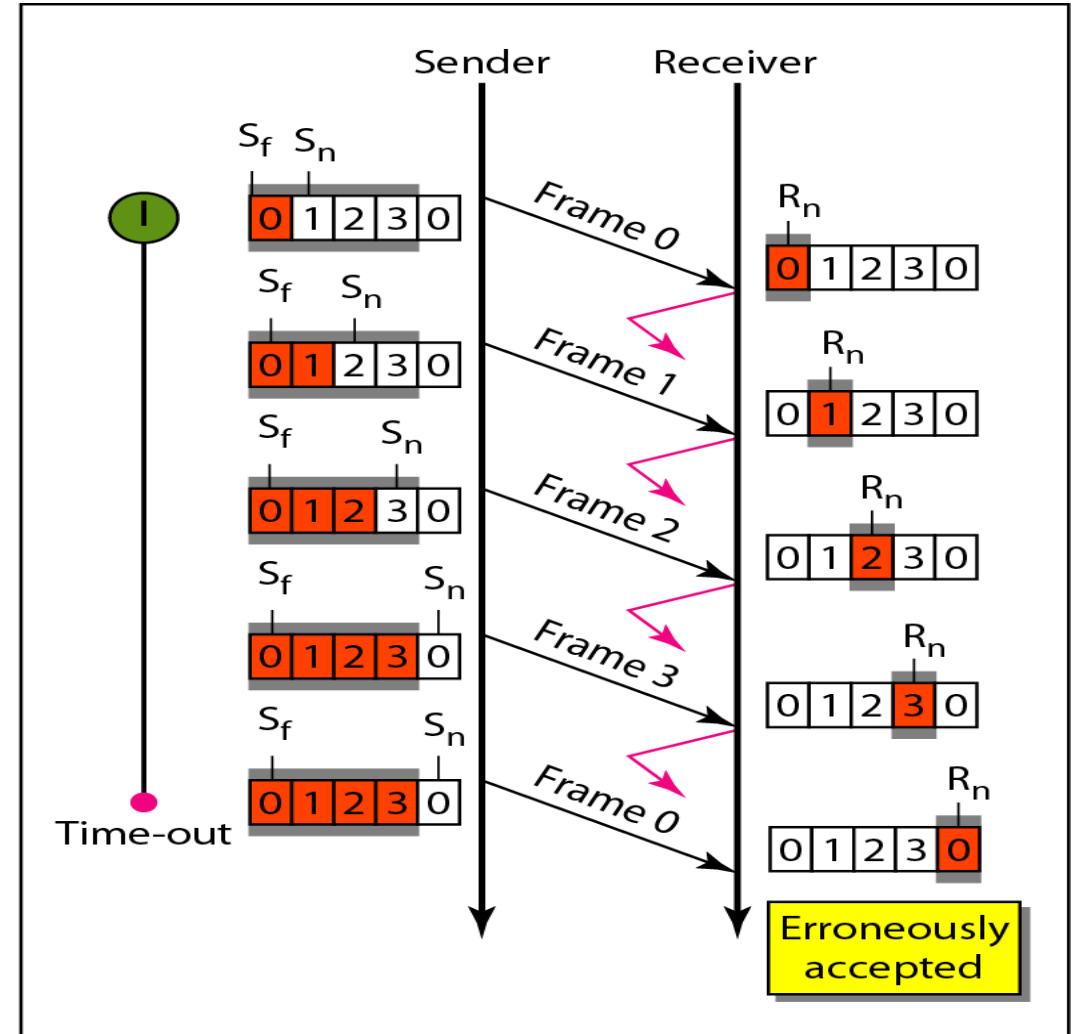 Sender Receiver
Sf Sn
Frame 0
Rn
0 1 2 3 0
0 1 2 3 0
Sf Sn
Frame 1
Rn
0 1 2 3 0
0 1 2 3 0
Sf Sn
Frame 2
Rn
0 1 2 3 0
0 1 2 3 0
Sf Sn
Frame 3
Rn
0 1 2 3 0
0 1 2 3 0
Sf Sn
Frame 0
Rn
0 1 2 3 0
Time-out
0 1 2 3 0
Erroneously
accepted